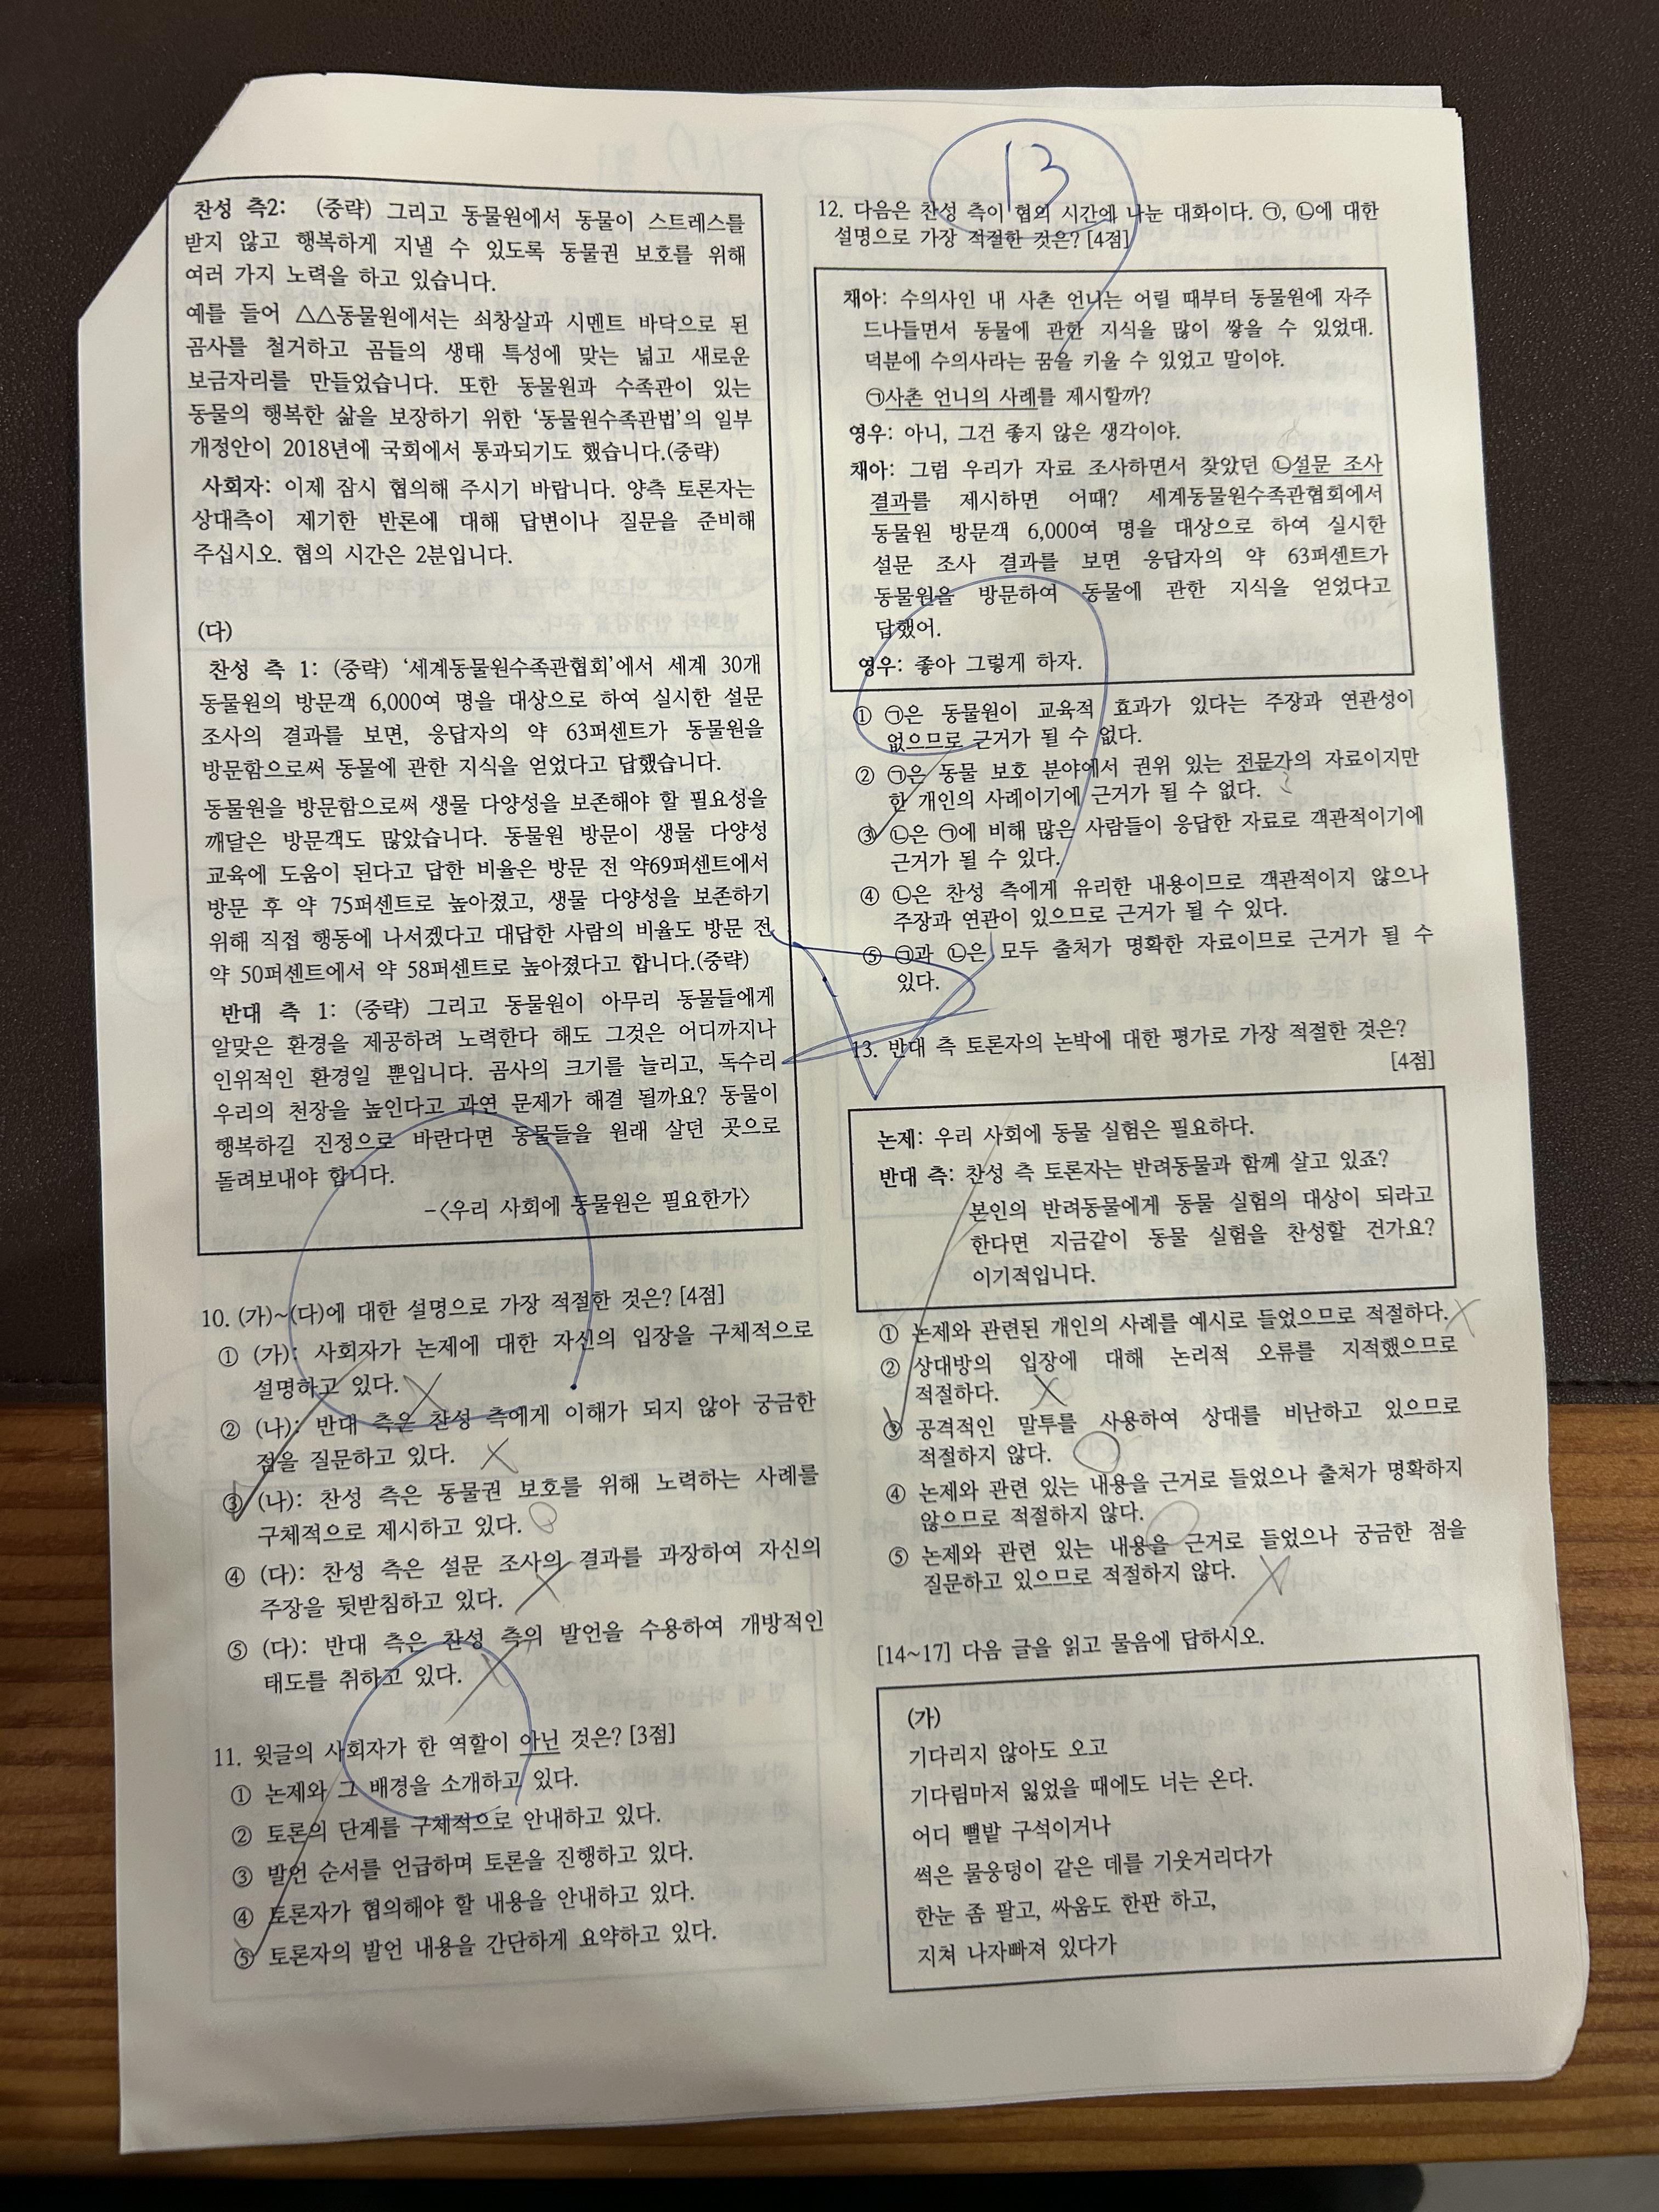 찬성 측2: (중략) 그리고 동물원에서 동물이 스트레스를
받지 않고 행복하게 지낼 수 있도록 동물권 보호를 위해
여러 가지 노력을 하고 있습니다.
예를 들어 △△동물원에서는 쇠창살과 시멘트 바닥으로 된
곰사를 철거하고 곰들의 생태 특성에 맞는 넓고 새로운
보금자리를 만들었습니다. 또한 동물원과 수족관이 있는
동물의 행복한 삶을 보장하기 위한 '동물원수족관법'의 일부
개정안이 2018년에 국회에서 통과되기도 했습니다.(중략)
사회자: 이제 잠시 협의해 주시기 바랍니다. 양측 토론자는
상대측이 제기한 반론에 대해 답변이나 질문을 준비해
주십시오. 협의 시간은 2분입니다.
(다)
찬성 측 1: (중략) '세계동물원수족관협회'에서 세계 30개
동물원의 방문객 6,000여 명을 대상으로 하여 실시한 설문
조사의 결과를 보면, 응답자의 약 63퍼센트가 동물원을
방문함으로써 동물에 관한 지식을 얻었다고 답했습니다.
동물원을 방문함으로써 생물 다양성을 보존해야 할 필요성을
깨달은 방문객도 많았습니다. 동물원 방문이 생물 다양성
교육에 도움이 된다고 답한 비율은 방문 전 약69퍼센트에서
방문 후 약 75퍼센트로 높아졌고, 생물 다양성을 보존하기
위해 직접 행동에 나서겠다고 대답한 사람의 비율도 방문 전
약 50퍼센트에서 약 58퍼센트로 높아졌다고 합니다.(중략)
반대 측 1: (중략) 그리고 동물원이 아무리 동물들에게
알맞은 환경을 제공하려 노력한다 해도 그것은 어디까지나
인위적인 환경일 뿐입니다. 곰사의 크기를 늘리고, 독수리
우리의 천장을 높인다고 과연 문제가 해결 될까요? 동물이
행복하길 진정으로 바란다면 동물들을 원래 살던 곳으로
돌려보내야 합니다.
-<우리 사회에 동물원은 필요한가>
10. (가)~(다)에 대한 설명으로 가장 적절한 것은? [4점]
① (가): 사회자가 논제에 대한 자신의 입장을 구체적으로
설명하고 있다.
② (나): 반대 측은 찬성 측에게 이해가 되지 않아 궁금한
점을 질문하고 있다.
③ (나): 찬성 측은 동물권 보호를 위해 노력하는 사례를
구체적으로 제시하고 있다.
④ (다): 찬성 측은 설문 조사의 결과를 과장하여 자신의
주장을 뒷받침하고 있다.
⑤ (다): 반대 측은 찬성 측의 발언을 수용하여 개방적인
태도를 취하고 있다.
11. 윗글의 사회자가 한 역할이 아닌 것은? [3점]
① 논제와 그 배경을 소개하고 있다.
② 토론의 단계를 구체적으로 안내하고 있다.
③ 발언 순서를 언급하며 토론을 진행하고 있다.
④ 토론자가 협의해야 할 내용을 안내하고 있다.
⑤ 토론자의 발언 내용을 간단하게 요약하고 있다.
13
12. 다음은 찬성 측이 협의 시간에 나눈 대화이다. ㉠, ㉡에 대한
설명으로 가장 적절한 것은? [4점]
채아: 수의사인 내 사촌 언니는 어릴 때부터 동물원에 자주
드나들면서 동물에 관한 지식을 많이 쌓을 수 있었대.
덕분에 수의사라는 꿈을 키울 수 있었고 말이야.
㉠사촌 언니의 사례를 제시할까?
영우: 아니, 그건 좋지 않은 생각이야.
채아: 그럼 우리가 자료 조사하면서 찾았던 ㉡설문 조사
결과를 제시하면 어때? 세계동물원수족관협회에서
동물원 방문객 6,000여 명을 대상으로 하여 실시한
설문 조사 결과를 보면 응답자의 약 63퍼센트가
동물원을 방문하여 동물에 관한 지식을 얻었다고
답했어.
영우: 좋아 그렇게 하자.
① ㉠은 동물원이 교육적 효과가 있다는 주장과 연관성이
없으므로 근거가 될 수 없다.
② ㉠은 동물 보호 분야에서 권위 있는 전문가의 자료이지만
한 개인의 사례이기에 근거가 될 수 없다.
③ ㉡은 ㉠에 비해 많은 사람들이 응답한 자료로 객관적이기에
근거가 될 수 있다.
④ ㉡은 찬성 측에게 유리한 내용이므로 객관적이지 않으나
주장과 연관이 있으므로 근거가 될 수 있다.
⑤ ㉠과 ㉡은 모두 출처가 명확한 자료이므로 근거가 될 수
있다.
13. 반대 측 토론자의 논박에 대한 평가로 가장 적절한 것은?
[4점]
논제: 우리 사회에 동물 실험은 필요하다.
반대 측: 찬성 측 토론자는 반려동물과 함께 살고 있죠?
본인의 반려동물에게 동물 실험의 대상이 되라고
한다면 지금같이 동물 실험을 찬성할 건가요?
이기적입니다.
① 논제와 관련된 개인의 사례를 예시로 들었으므로 적절하다.
② 상대방의 입장에 대해 논리적 오류를 지적했으므로
적절하다.
③ 공격적인 말투를 사용하여 상대를 비난하고 있으므로
적절하지 않다.
④ 논제와 관련 있는 내용을 근거로 들었으나 출처가 명확하지
않으므로 적절하지 않다.
⑤ 논제와 관련 있는 내용을 근거로 들었으나 궁금한 점을
질문하고 있으므로 적절하지 않다.
[14~17] 다음 글을 읽고 물음에 답하시오.
(가)
기다리지 않아도 오고
기다림마저 잃었을 때에도 너는 온다.
어디 뻘밭 구석이거나
썩은 물웅덩이 같은 데를 기웃거리다가
한눈 좀 팔고, 싸움도 한판 하고,
지쳐 나자빠져 있다가